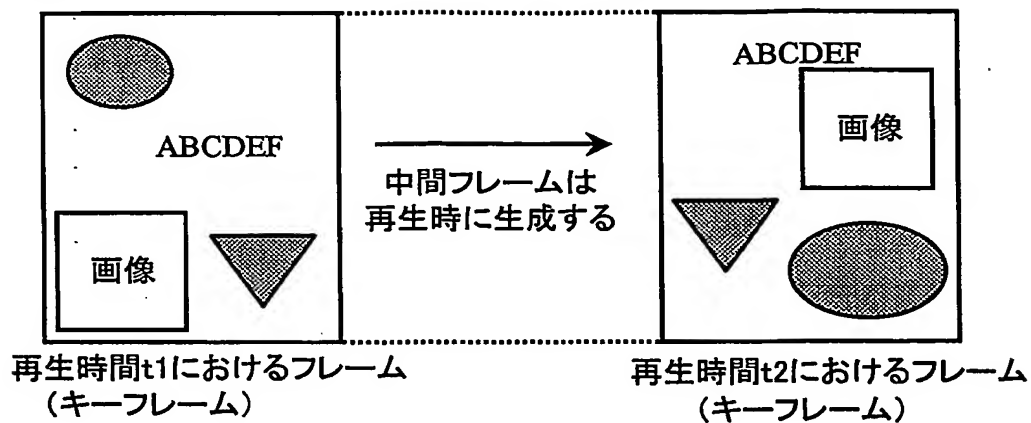 ABCDEF
画像
再生時間t1におけるフレーム
(キーフレーム)
中間フレームは
再生時に生成する
ABCDEF
画像
再生時間t2におけるフレーム
(キーフレーム)